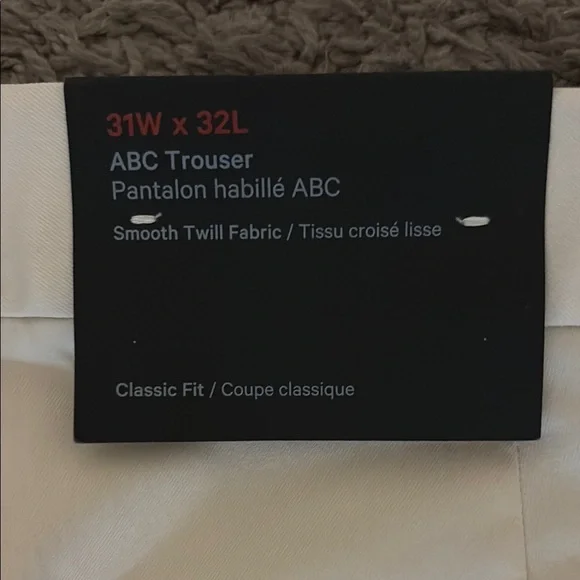 31W x 32L
ABC Trouser
Pantalon habillé ABC
Smooth Twill Fabric / Tissu croisé lisse
Classic Fit / Coupe classique